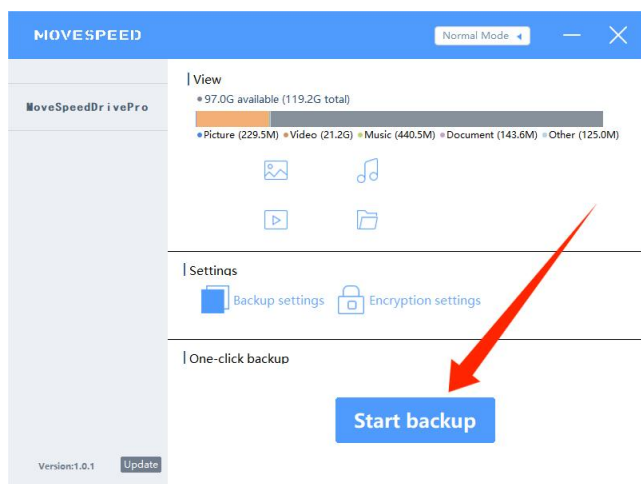 MOVESPEED
Normal Mode
MoveSpeedDrivePro
View
97.0G available (119.2G total)
Picture (229.5M) Video (21.2G) Music (440.5M) Document (143.6M) Other (125.0M)
Settings
Backup settings
Encryption settings
One-click backup
Start backup
Version:1.0.1
Update